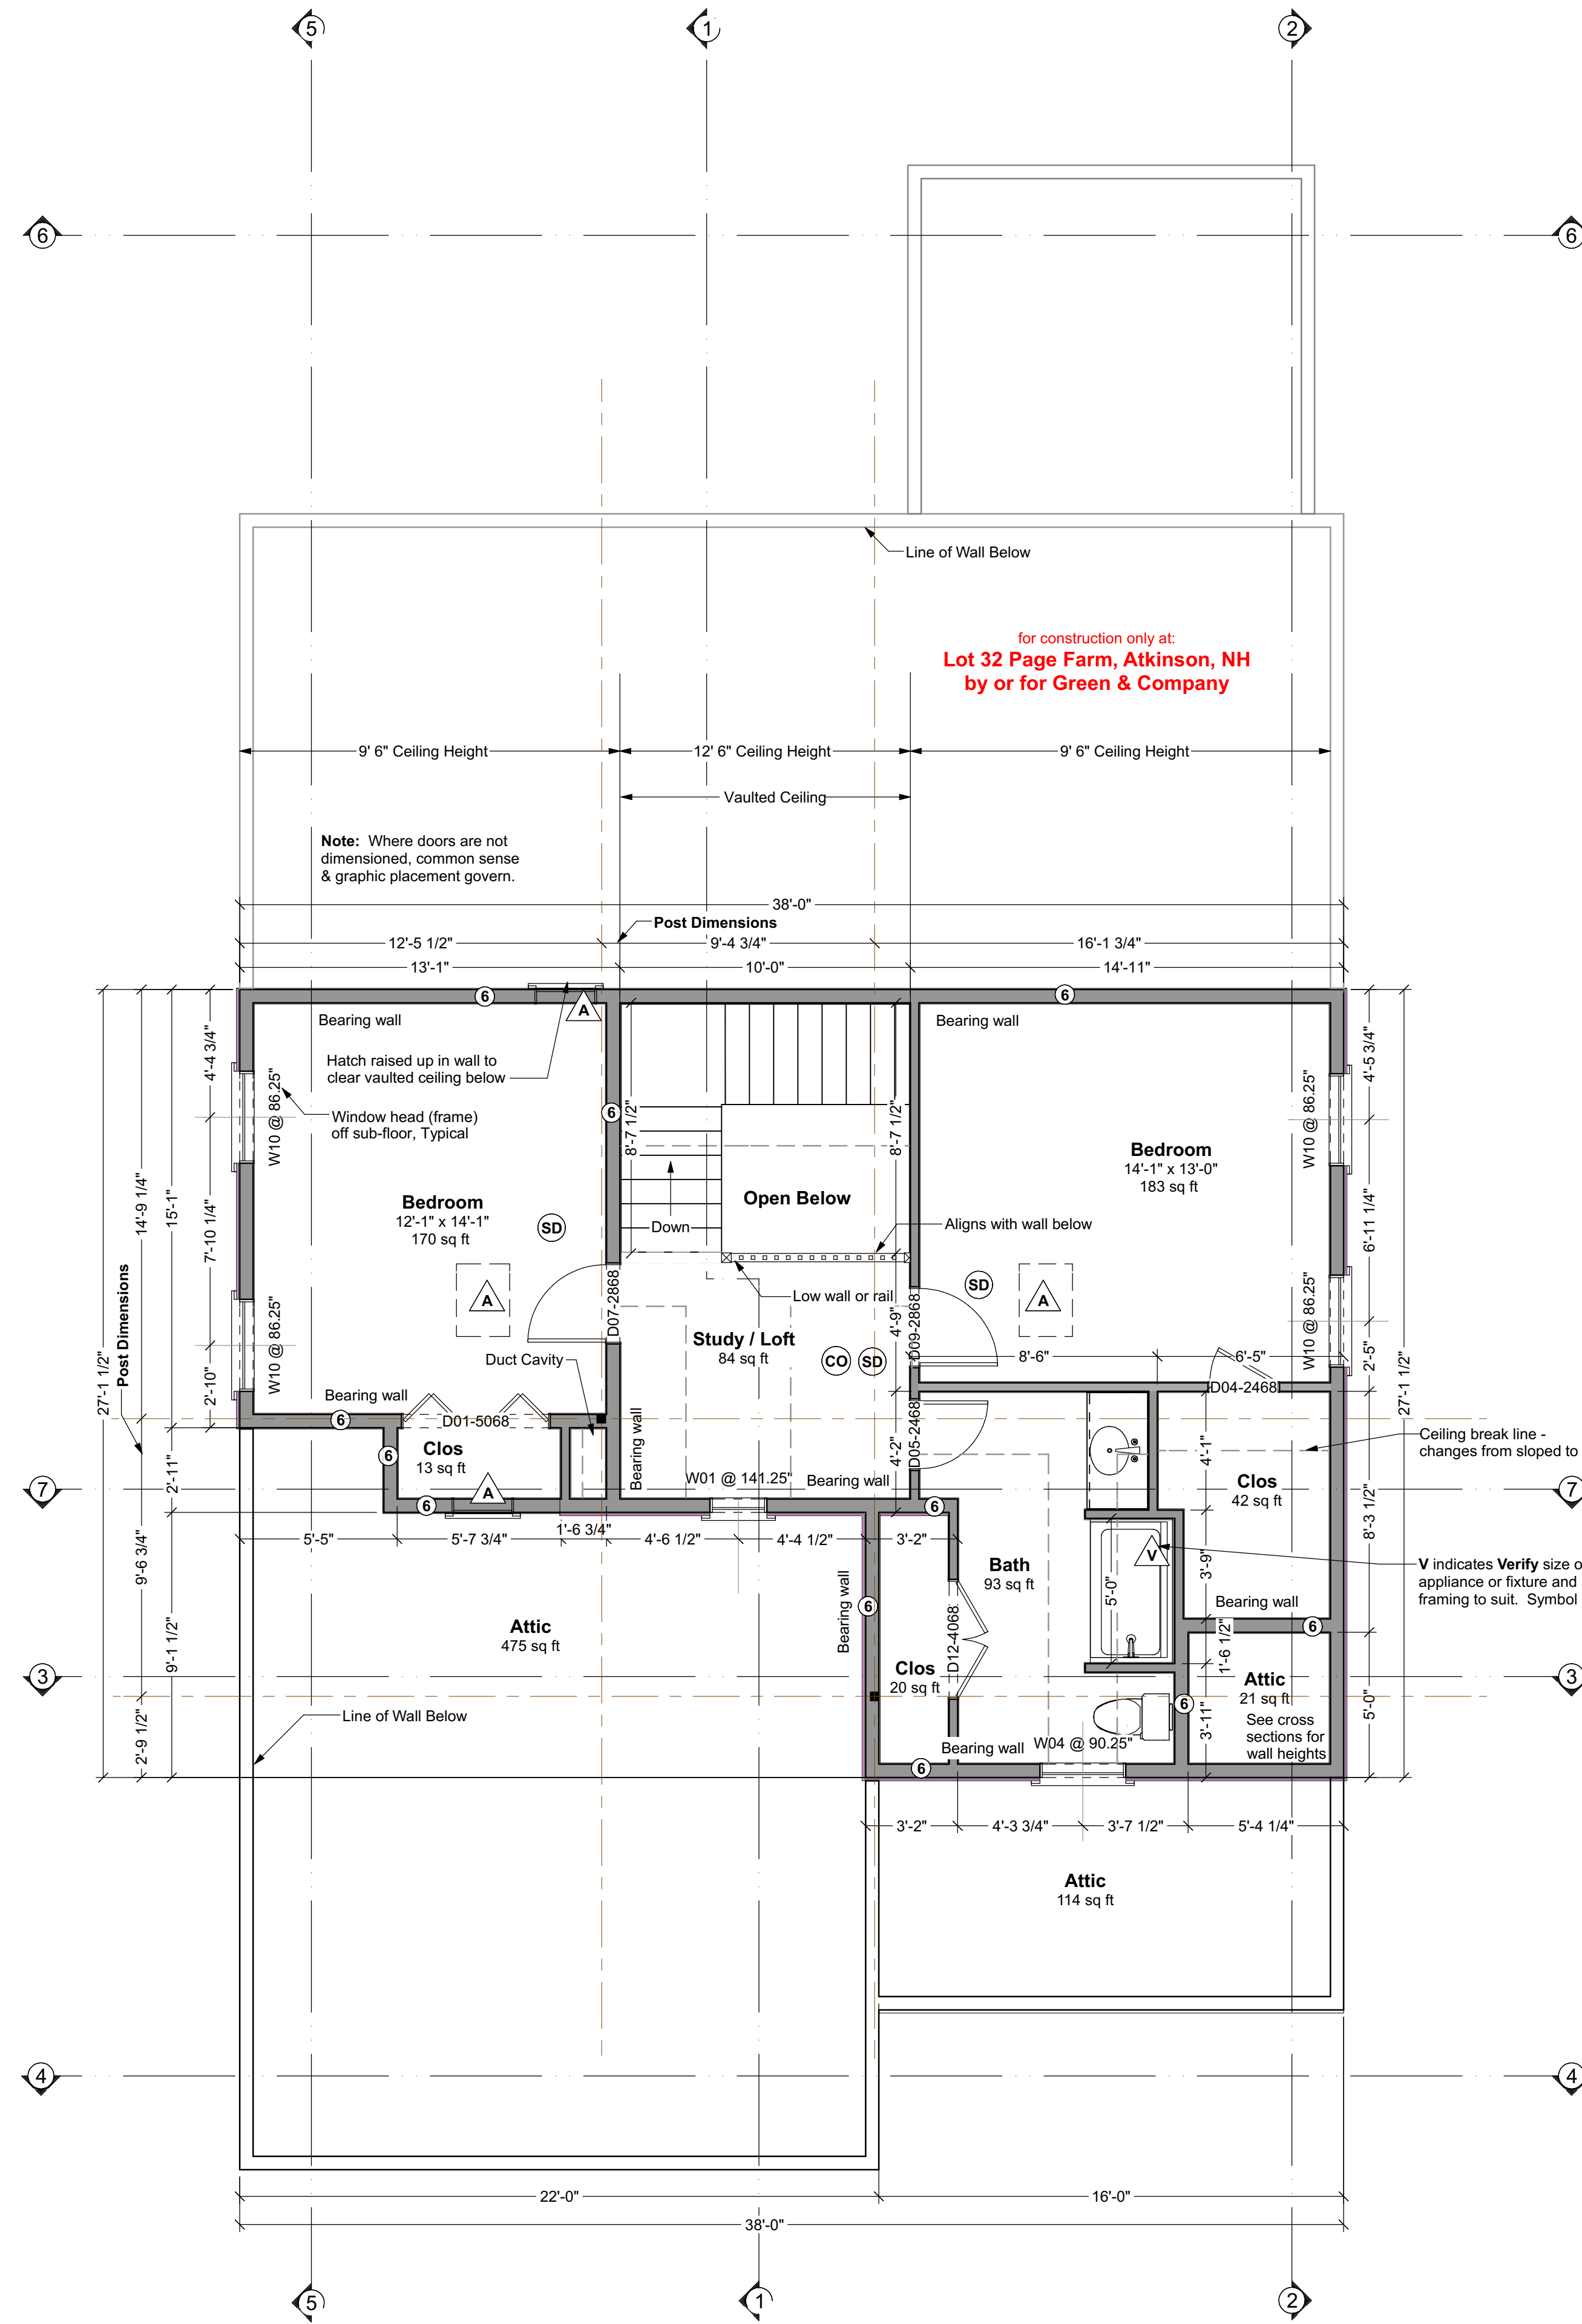 5
1
2
6
6
Line of Wall Below
for construction only at:
Lot 32 Page Farm, Atkinson, NH
by or for Green & Company
9' 6" Ceiling Height
12' 6" Ceiling Height
9' 6" Ceiling Height
Vaulted Ceiling
Note: Where doors are not
dimensioned, common sense
& graphic placement govern.
38'-0"
Post Dimensions
12'-5 1/2"
9'-4 3/4"
16'-1 3/4"
13'-1"
10'-0"
14'-11"
6
6
A
Bearing wall
Bearing wall
Hatch raised up in wall to
clear vaulted ceiling below
Window head (frame)
off sub-floor, Typical
W10 @ 86.25"
W10 @ 86.25"
4'-4 3/4"
7'-10 1/4"
2'-10"
15'-1"
14'-9 1/4"
27'-1 1/2"
Post Dimensions
2'-11"
9'-6 3/4"
9'-1 1/2"
2'-9 1/2"
6
8'-7 1/2"
8'-7 1/2"
Bedroom
12'-1" x 14'-1"
170 sq ft
SD
A
Down
Open Below
Aligns with wall below
Low wall or rail
Bedroom
14'-1" x 13'-0"
183 sq ft
SD
A
W10 @ 86.25"
W10 @ 86.25"
4'-5 3/4"
6'-11 1/4"
2'-5"
27'-1 1/2"
8'-3 1/2"
5'-0"
D07-2868
D09-2868
4'-9"
Study / Loft
84 sq ft
CO
SD
8'-6"
6'-5"
Duct Cavity
D04-2468
Bearing wall
6
D01-5068
6
Clos
13 sq ft
A
6
Bearing wall
W01 @ 141.25"
Bearing wall
D05-2468
4'-2"
6
4'-1"
Clos
42 sq ft
Ceiling break line -
changes from sloped to
7
7
5'-5"
5'-7 3/4"
1'-6 3/4"
4'-6 1/2"
4'-4 1/2"
3'-2"
Bath
93 sq ft
V
5'-0"
3'-9"
V indicates Verify size o
appliance or fixture and
framing to suit. Symbol
Bearing wall
6
Bearing wall
6
Attic
475 sq ft
D12-4068
Clos
20 sq ft
1'-6 1/2"
3
3
Attic
21 sq ft
See cross
sections for
wall heights
6
3'-11"
Line of Wall Below
Bearing wall
W04 @ 90.25"
6
3'-2"
4'-3 3/4"
3'-7 1/2"
5'-4 1/4"
Attic
114 sq ft
4
4
22'-0"
16'-0"
38'-0"
5
1
2